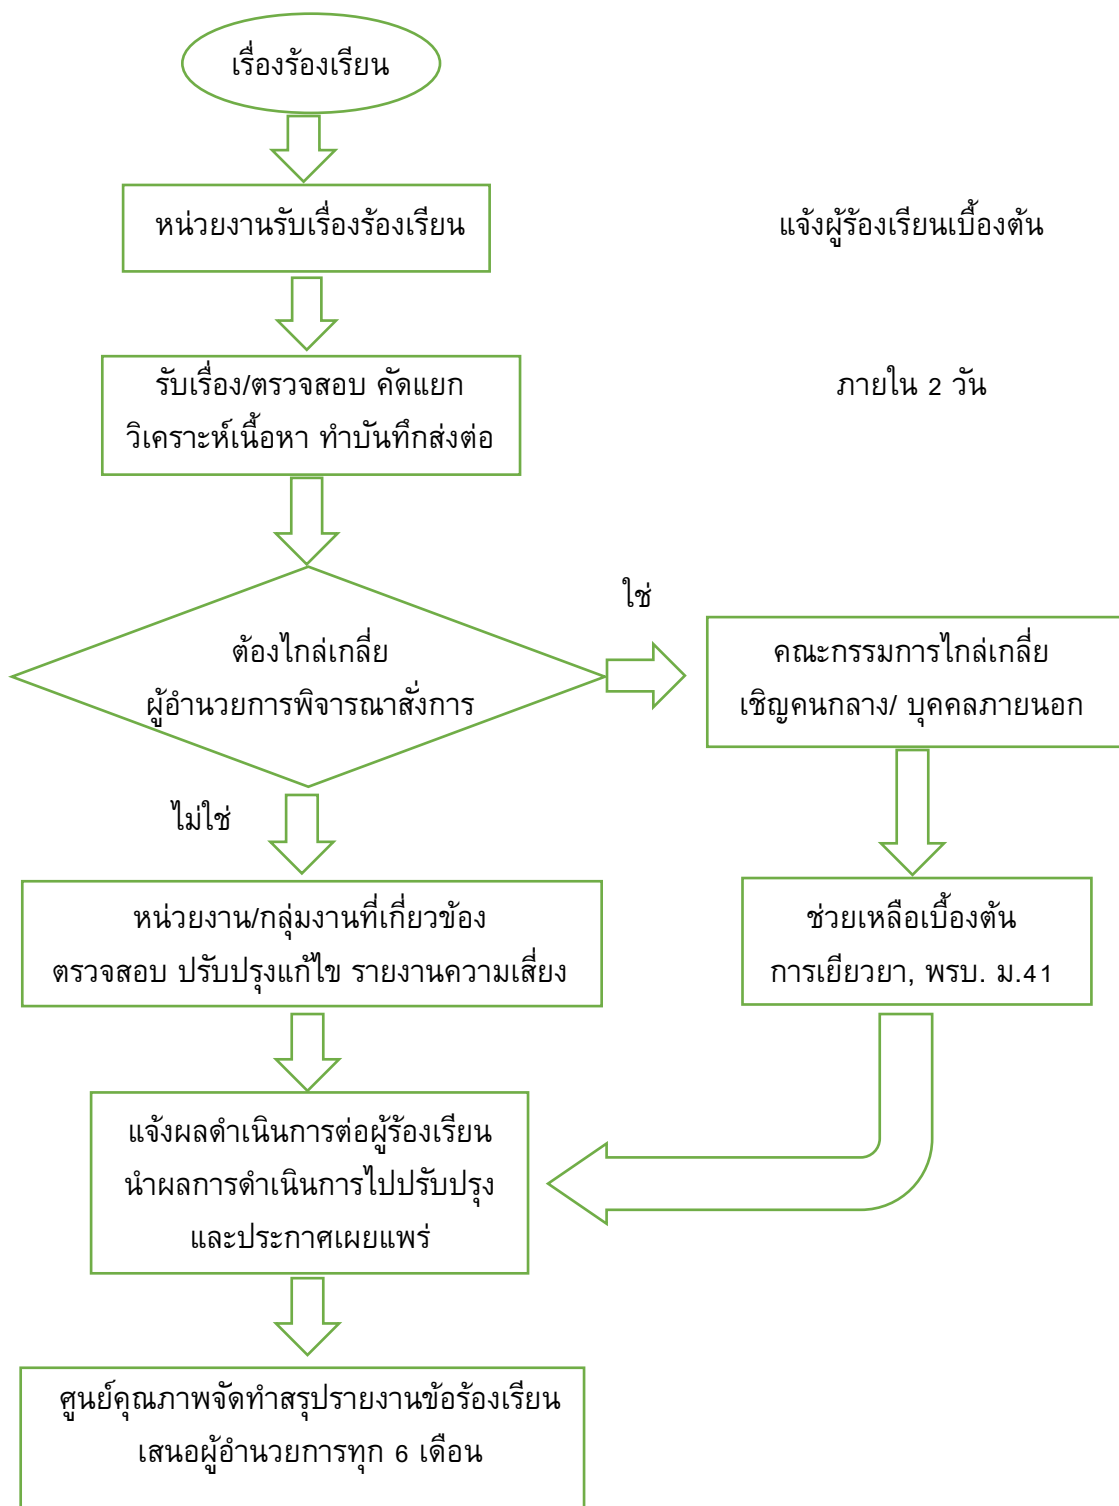 เรื่องร้องเรียน
หน่วยงานรับเรื่องร้องเรียน
แจ้งผู้ร้องเรียนเบื้องต้น
รับเรื่อง/ตรวจสอบ คัดแยก
วิเคราะห์เนื้อหา ทำบันทึกส่งต่อ
ภายใน 2 วัน
ต้องไกล่เกลี่ย
ผู้อำนวยการพิจารณาสั่งการ
ใช่
คณะกรรมการไกล่เกลี่ย
เชิญคนกลาง/ บุคคลภายนอก
ไม่ใช่
หน่วยงาน/กลุ่มงานที่เกี่ยวข้อง
ตรวจสอบ ปรับปรุงแก้ไข รายงานความเสี่ยง
ช่วยเหลือเบื้องต้น
การเยียวยา, พรบ. ม.41
แจ้งผลดำเนินการต่อผู้ร้องเรียน
นำผลการดำเนินการไปปรับปรุง
และประกาศเผยแพร่
ศูนย์คุณภาพจัดทำสรุปรายงานข้อร้องเรียน
เสนอผู้อำนวยการทุก 6 เดือน